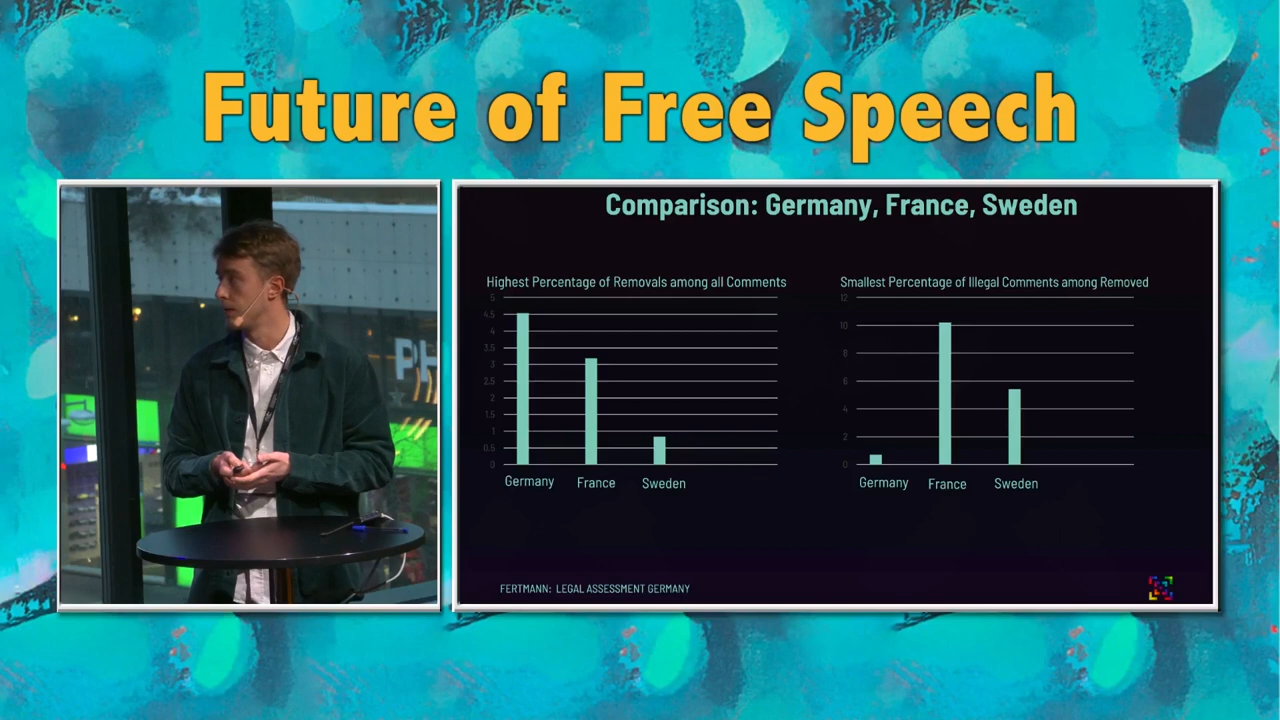 Future of Free Speech
PH
Comparison: Germany, France, Sweden
Highest Percentage of Removals among all Comments
5
4.5
4
3.5
3
2.5
2
1.5
1
0.5
0
Germany France Sweden
Smallest Percentage of Illegal Comments among Removed
12
10
8
6
4
2
0
Germany France Sweden
FERTMANN: LEGAL ASSESSMENT GERMANY